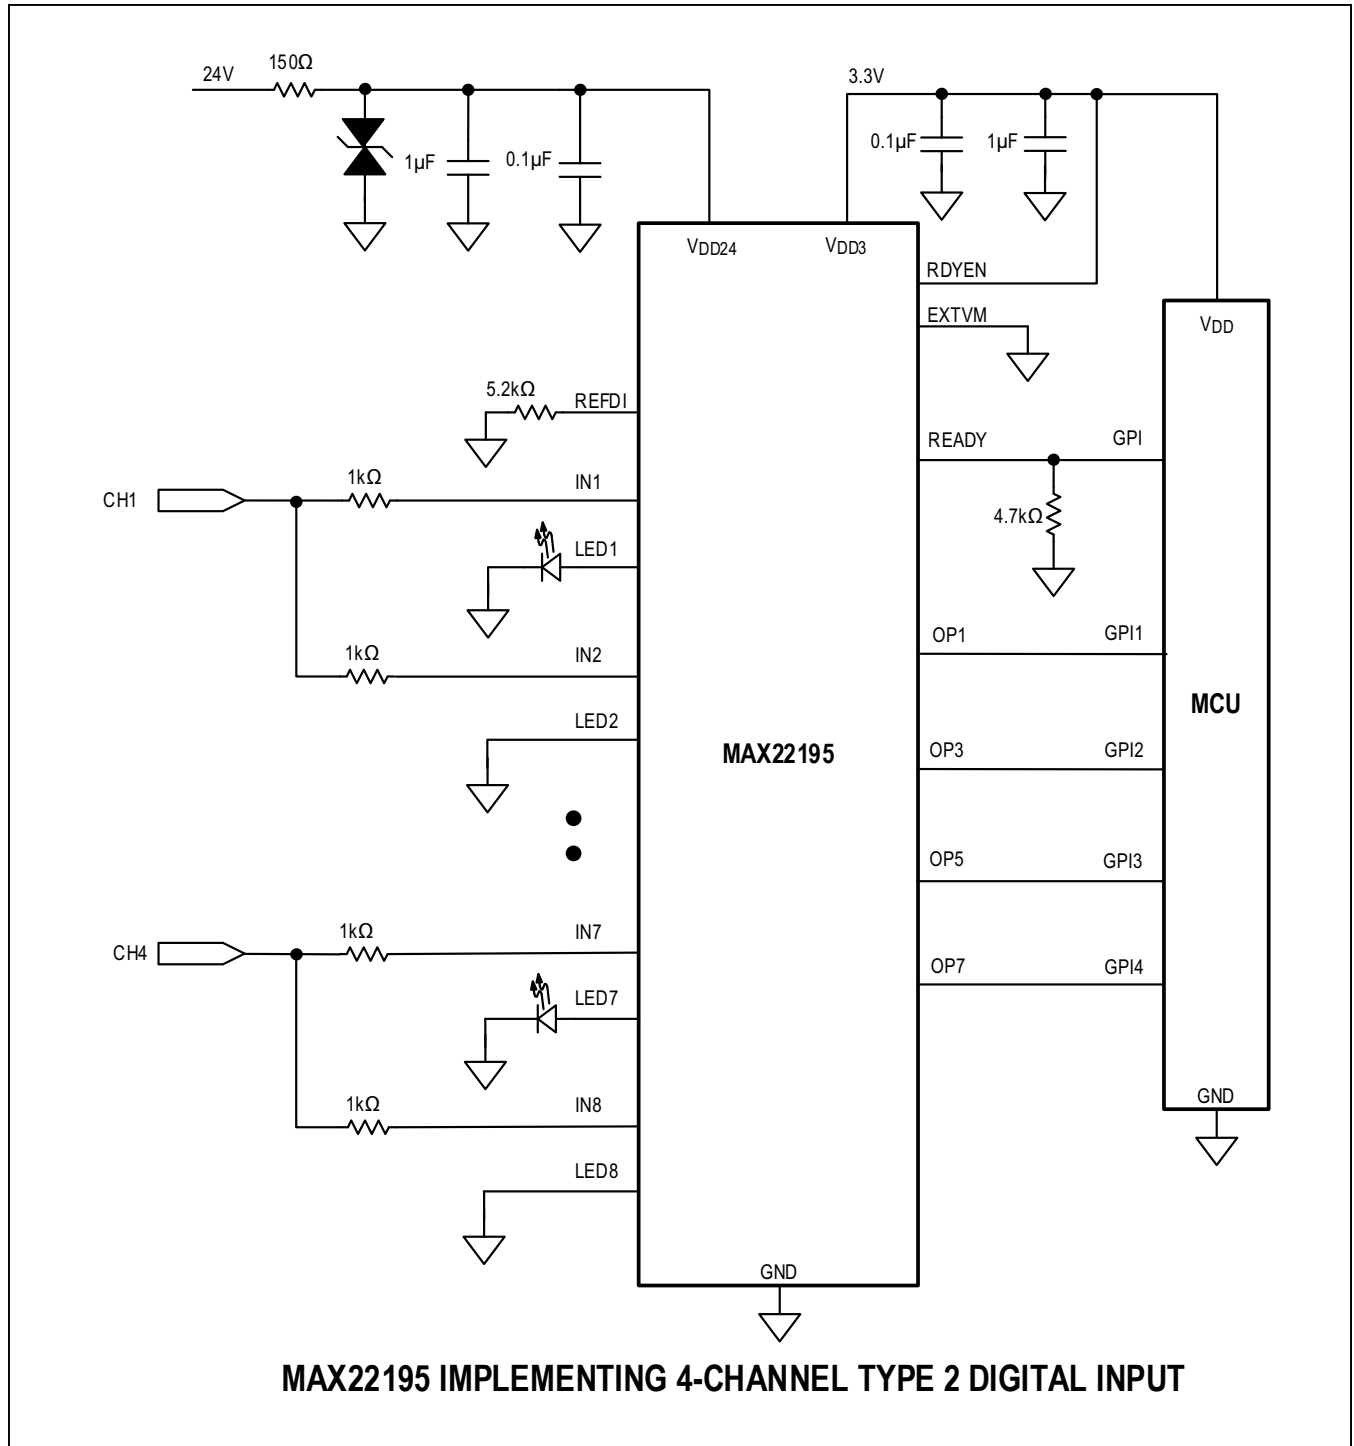 24V
150Ω
3.3V
1µF
0.1µF
0.1µF
1µF
VDD24
VDD3
RDYEN
EXTVM
VDD
5.2kΩ
REFDI
READY
GPI
CH1
1kΩ
IN1
4.7kΩ
LED1
OP1
GPI1
1kΩ
IN2
MCU
LED2
MAX22195
OP3
GPI2
OP5
GPI3
CH4
1kΩ
IN7
OP7
GPI4
LED7
1kΩ
IN8
GND
LED8
GND
MAX22195 IMPLEMENTING 4-CHANNEL TYPE 2 DIGITAL INPUT